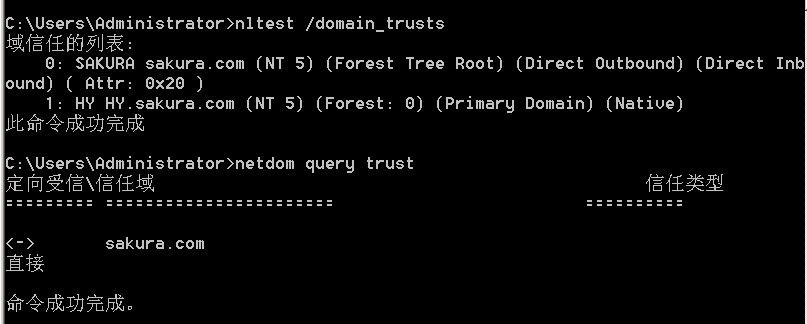 C:\Users\Administrator>nltest /domain_trusts
域信任的列表:
    0: SAKURA sakura.com (NT 5) (Forest Tree Root) (Direct Outbound) (Direct Inb
ound) ( Attr: 0x20 )
    1: HY HY.sakura.com (NT 5) (Forest: 0) (Primary Domain) (Native)
此命令成功完成
C:\Users\Administrator>netdom query trust
定向受信\信任域                                                 信任类型
========= =======================                         ==========
<->       sakura.com
直接
命令成功完成。